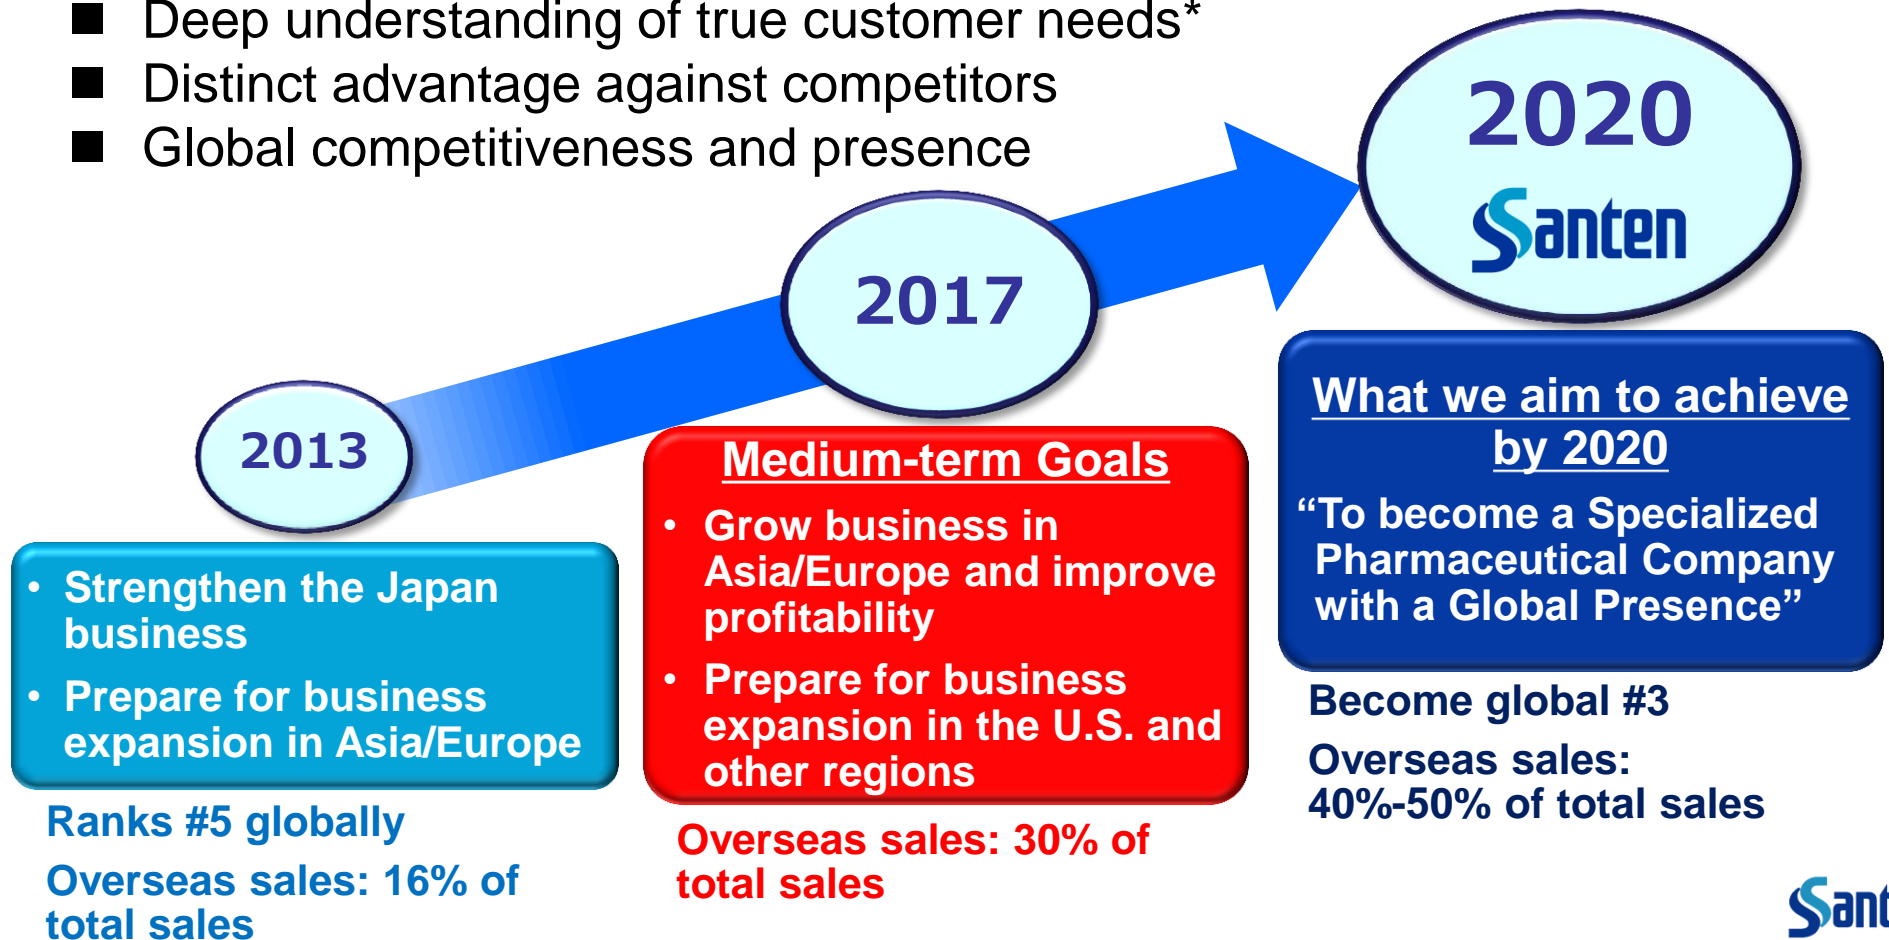 ■ Deep understanding of true customer needs*
■ Distinct advantage against competitors
■ Global competitiveness and presence
2020
Santen
2017
2013
• Strengthen the Japan
business
• Prepare for business
expansion in Asia/Europe
Ranks #5 globally
Overseas sales: 16% of
total sales
Medium-term Goals
• Grow business in
Asia/Europe and improve
profitability
• Prepare for business
expansion in the U.S. and
other regions
Overseas sales: 30% of
total sales
What we aim to achieve
by 2020
“To become a Specialized
Pharmaceutical Company
with a Global Presence”
Become global #3
Overseas sales:
40%-50% of total sales
Sant